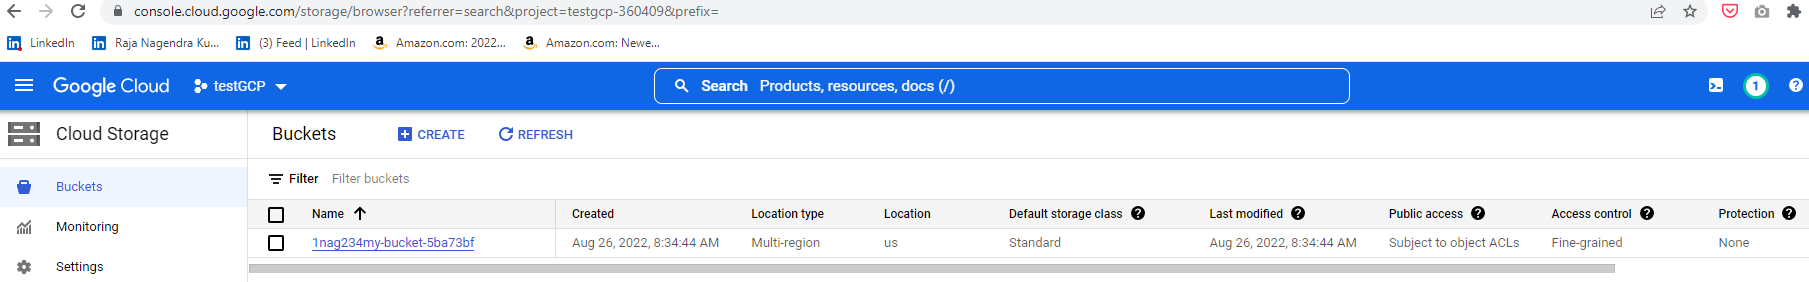 console.cloud.google.com/storage/browser?referrer=search&project=testgcp-360409&prefix=
LinkedIn Raja Nagendra Ku... (3) Feed | LinkedIn Amazon.com: 2022... Amazon.com: Newe...
Google Cloud testGCP Search Products, resources, docs (/) 1
Cloud Storage Buckets CREATE REFRESH
Buckets
Monitoring
Settings
Filter Filter buckets
Name Created Location type Location Default storage class Last modified Public access Access control Protection
1nag234my-bucket-5ba73bf Aug 26, 2022, 8:34:44 AM Multi-region us Standard Aug 26, 2022, 8:34:44 AM Subject to object ACLs Fine-grained None